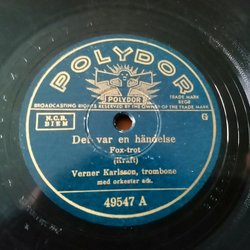 POLYDOR
POLYDOR
TRADE MARK
BROADCASTING RIGHTS RESERVED BY THE OWNER OF THE TRADE MARK
N.C.B.
BIEM
G
Det var en händelse
Fox-trot
(Kraft)
Verner Karlsson, trombone
med orkester ack.
49547 A